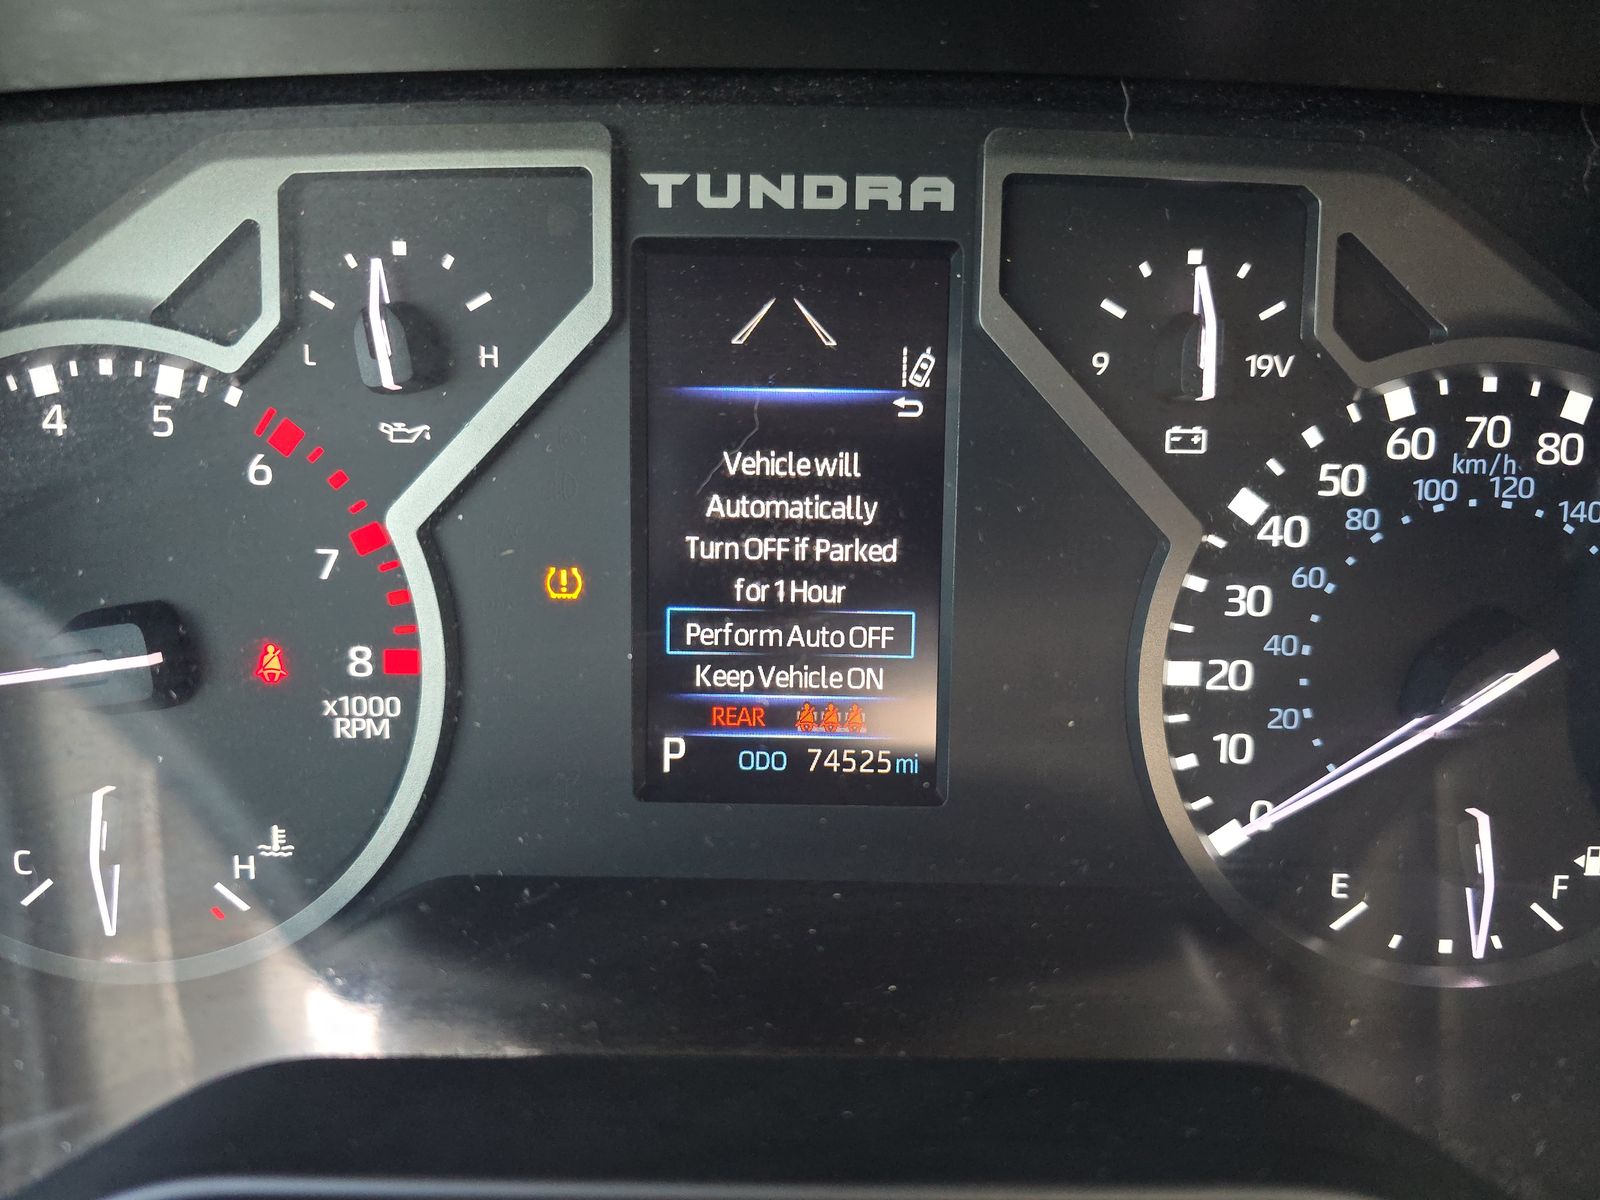 TUNDRA
L
H
9
19V
4
5
6
7
8
x1000
RPM
Vehicle will
Automatically
Turn OFF if Parked
for 1 Hour
Perform Auto OFF
Keep Vehicle ON
REAR
P
ODO 74525 mi
0
10
20
30
40
50
60
70
80
km/h
20
40
60
80
100
120
140
C
H
E
F